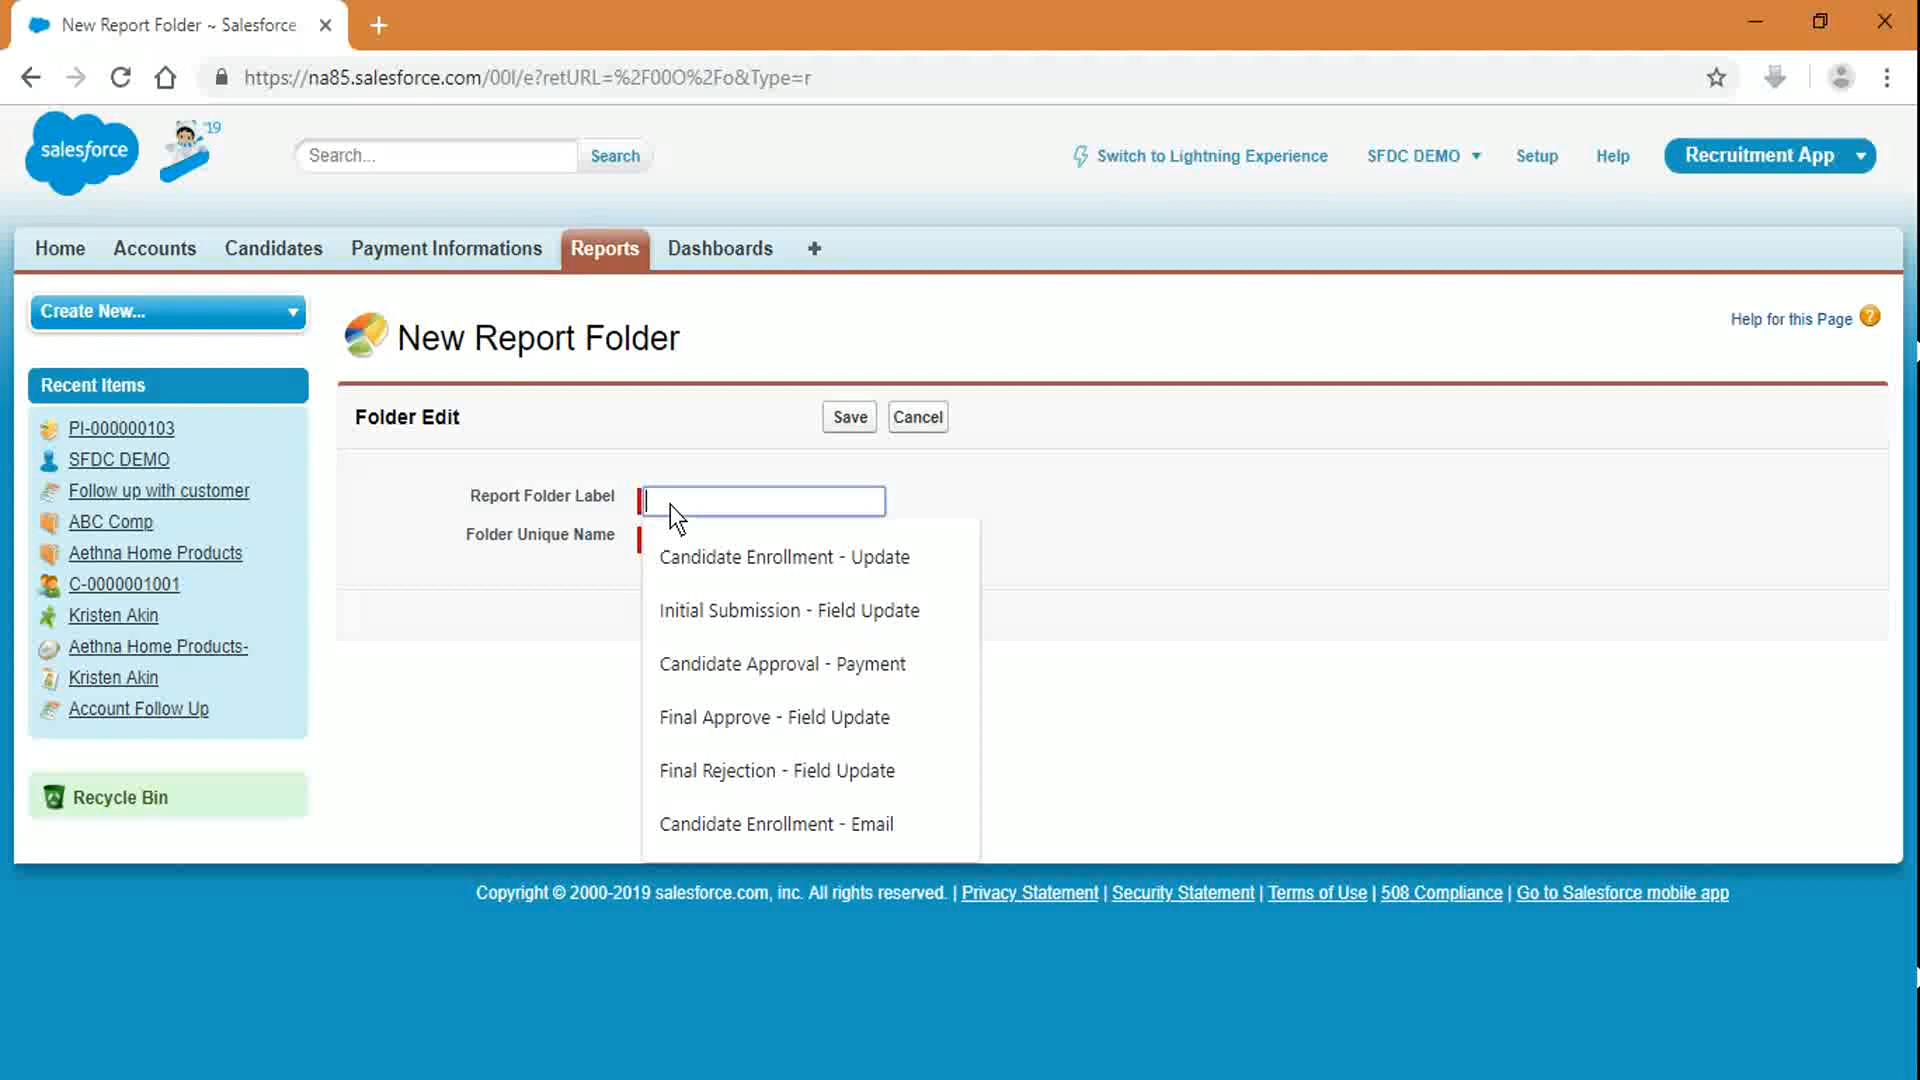 New Report Folder ~ Salesforce
https://na85.salesforce.com/00l/e?retURL=%2F00O%2Fo&Type=r
salesforce
'19
Search...
Search
Switch to Lightning Experience
SFDC DEMO
Setup
Help
Recruitment App
Home
Accounts
Candidates
Payment Informations
Reports
Dashboards
Create New...
New Report Folder
Help for this Page
Recent Items
PI-000000103
SFDC DEMO
Follow up with customer
ABC Comp
Aethna Home Products
C-0000001001
Kristen Akin
Aethna Home Products-
Kristen Akin
Account Follow Up
Recycle Bin
Folder Edit
Save
Cancel
Report Folder Label
Folder Unique Name
Candidate Enrollment - Update
Initial Submission - Field Update
Candidate Approval - Payment
Final Approve - Field Update
Final Rejection - Field Update
Candidate Enrollment - Email
Copyright © 2000-2019 salesforce.com, inc. All rights reserved. | Privacy Statement | Security Statement | Terms of Use | 508 Compliance | Go to Salesforce mobile app